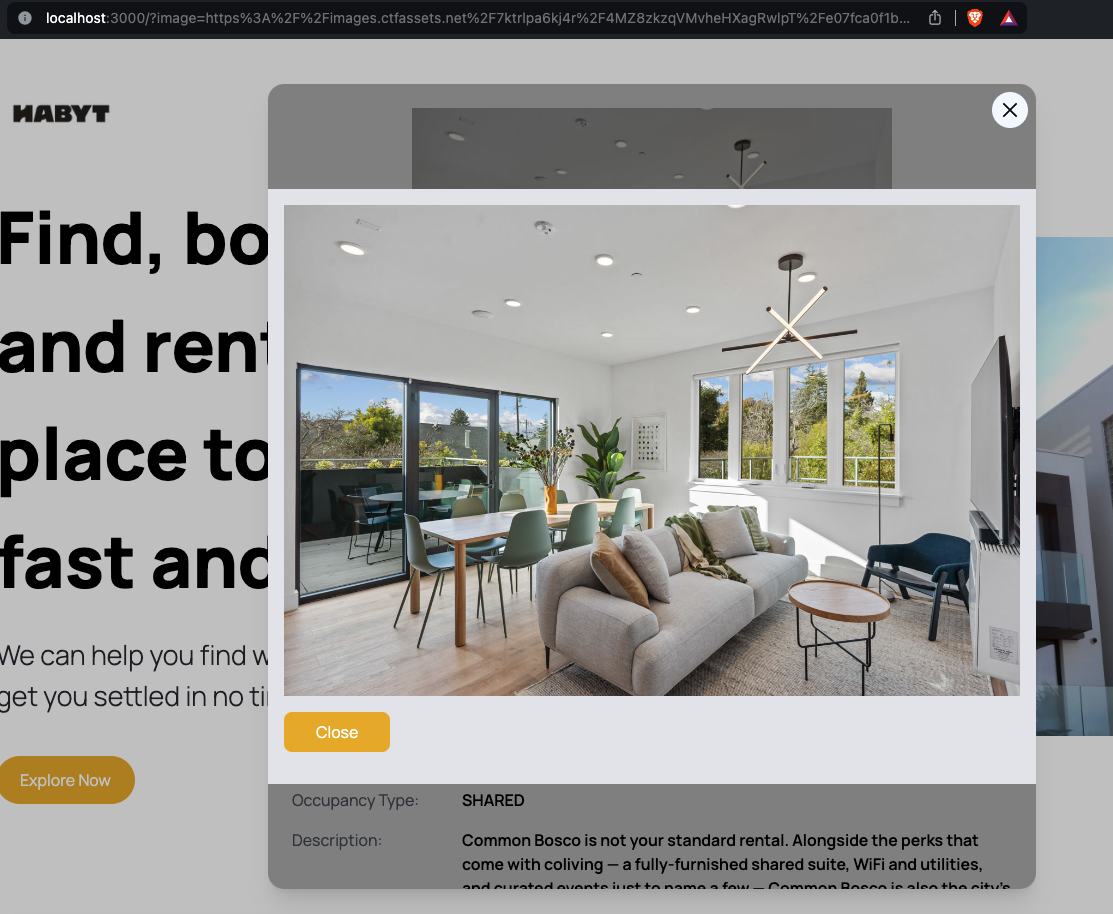 localhost:3000/?image=https%3A%2F%2Fimages.ctfassets.net%2F7ktrlpa6kj4r%2F4MZ8zkzqVMvheHXagRwlpT%2Fe07fca0f1b...
HABYT
Find, bo
and rent
place to
fast and
We can help you find w
get you settled in no ti
Explore Now
Close
Occupancy Type: SHARED
Description: Common Bosco is not your standard rental. Alongside the perks that
come with coliving — a fully-furnished shared suite, WiFi and utilities,
and curated events just to name a few — Common Bosco is also the city's